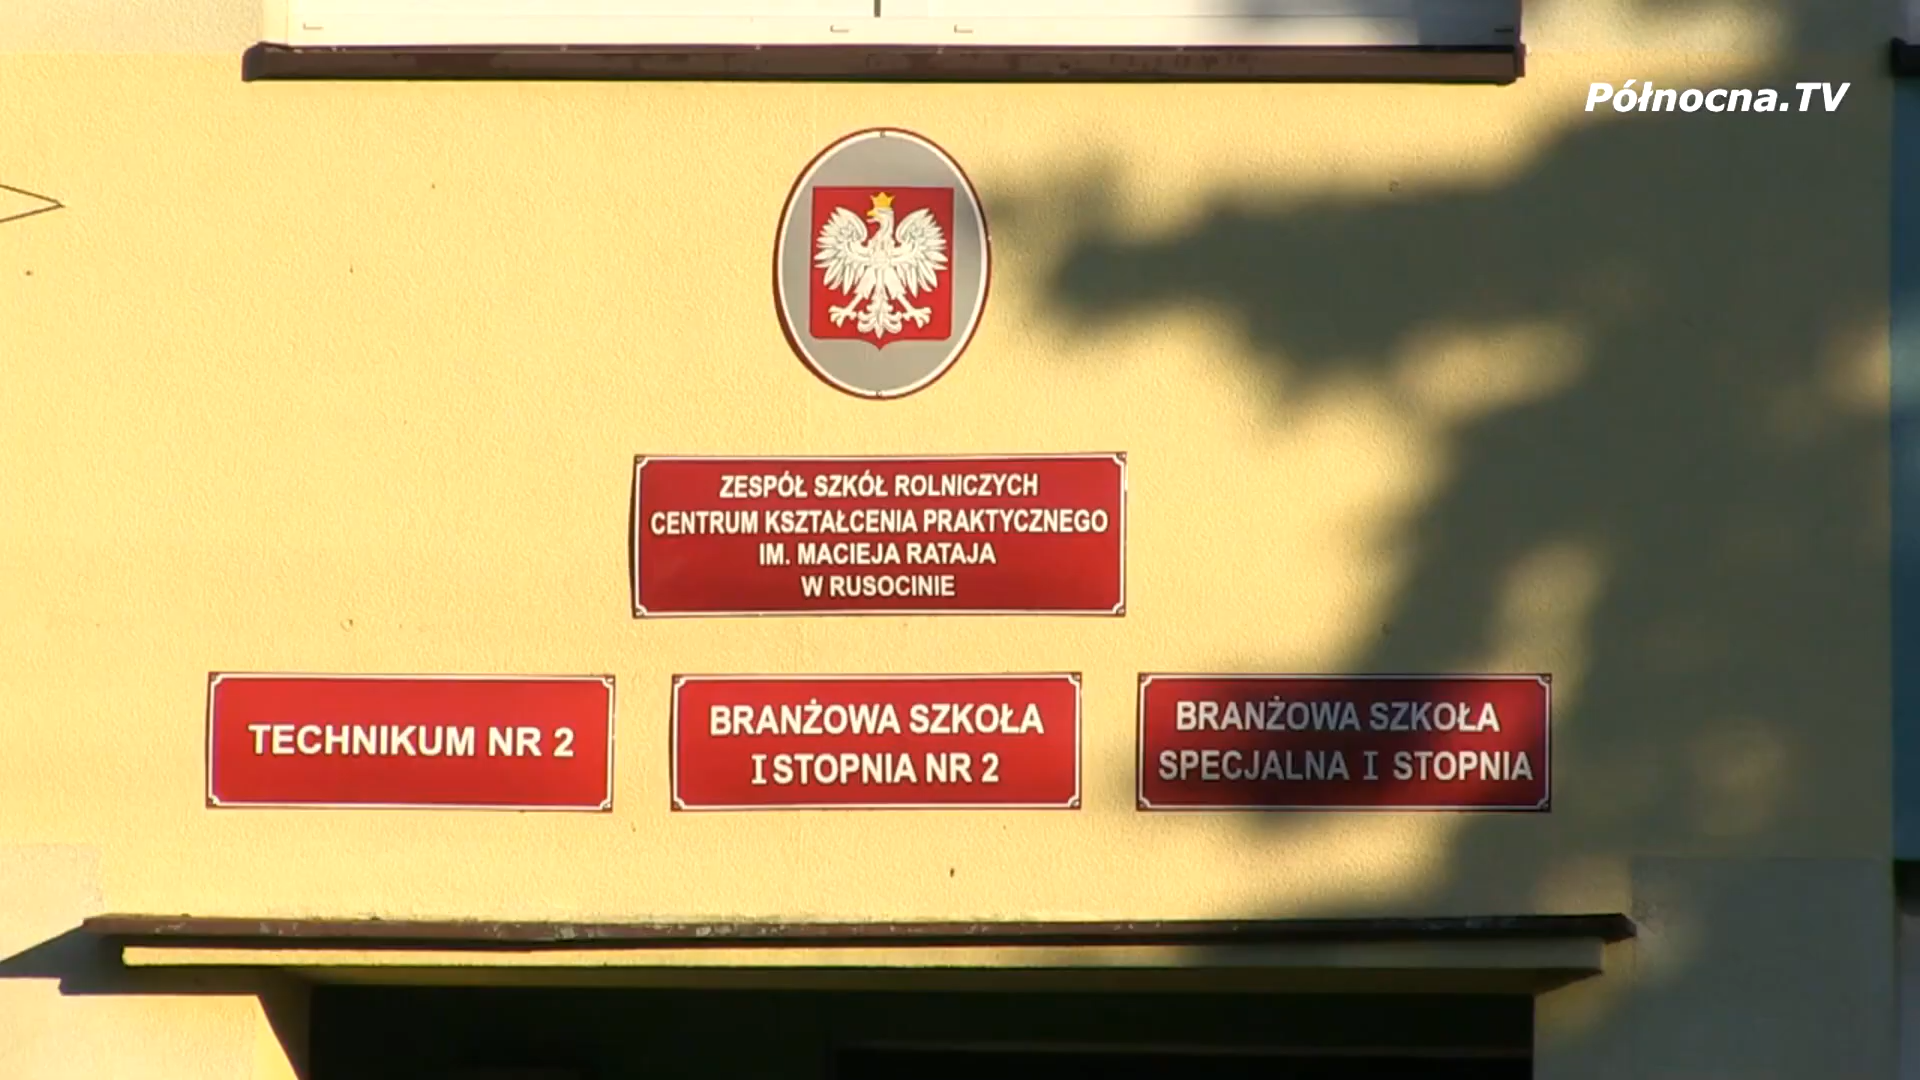 Północna.TV
ZESPÓŁ SZKÓŁ ROLNICZYCH
CENTRUM KSZTAŁCENIA PRAKTYCZNEGO
IM. MACIEJA RATAJA
W RUSOCINIE
TECHNIKUM NR 2
BRANŻOWA SZKOŁA
I STOPNIA NR 2
BRANŻOWA SZKOŁA
SPECJALNA I STOPNIA